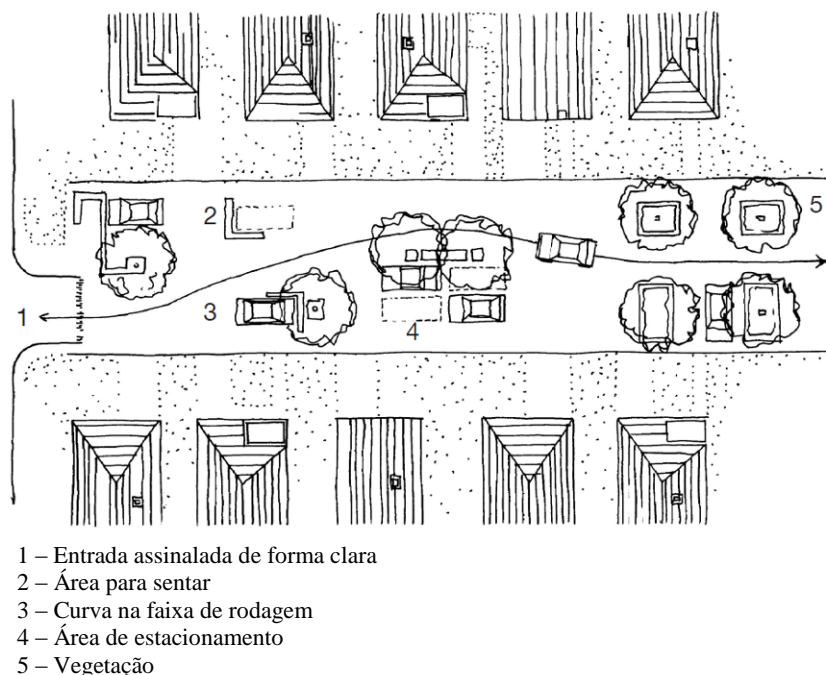 5
2
3
1
4
1 – Entrada assinalada de forma clara
2 – Área para sentar
3 – Curva na faixa de rodagem
4 – Área de estacionamento
5 – Vegetação